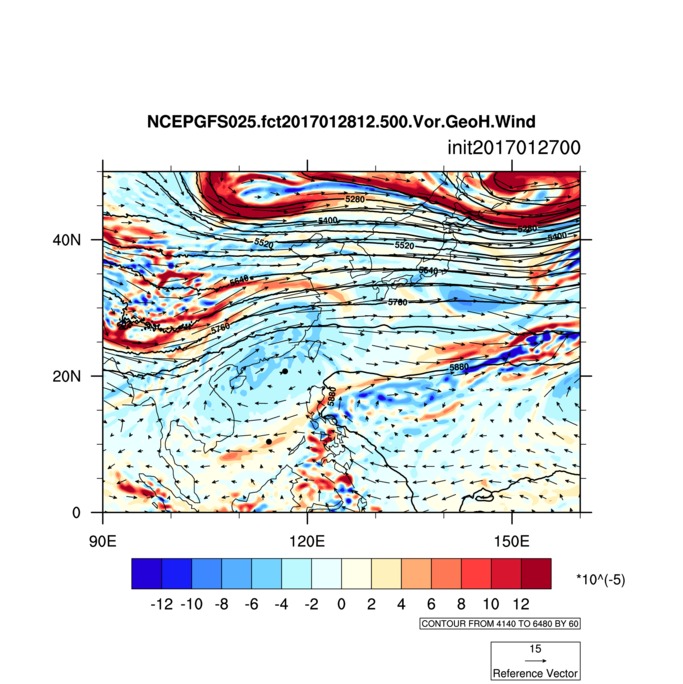 NCEPGFS025.fct2017012812.500.Vor.GeoH.Wind
init2017012700
5280
5400
5520
5520
5400
5640
5640
5760
5760
5880
5880
40N
20N
0
90E 120E 150E
-12 -10 -8 -6 -4 -2 0 2 4 6 8 10 12
*10^(-5)
CONTOUR FROM 4140 TO 6480 BY 60
15
Reference Vector